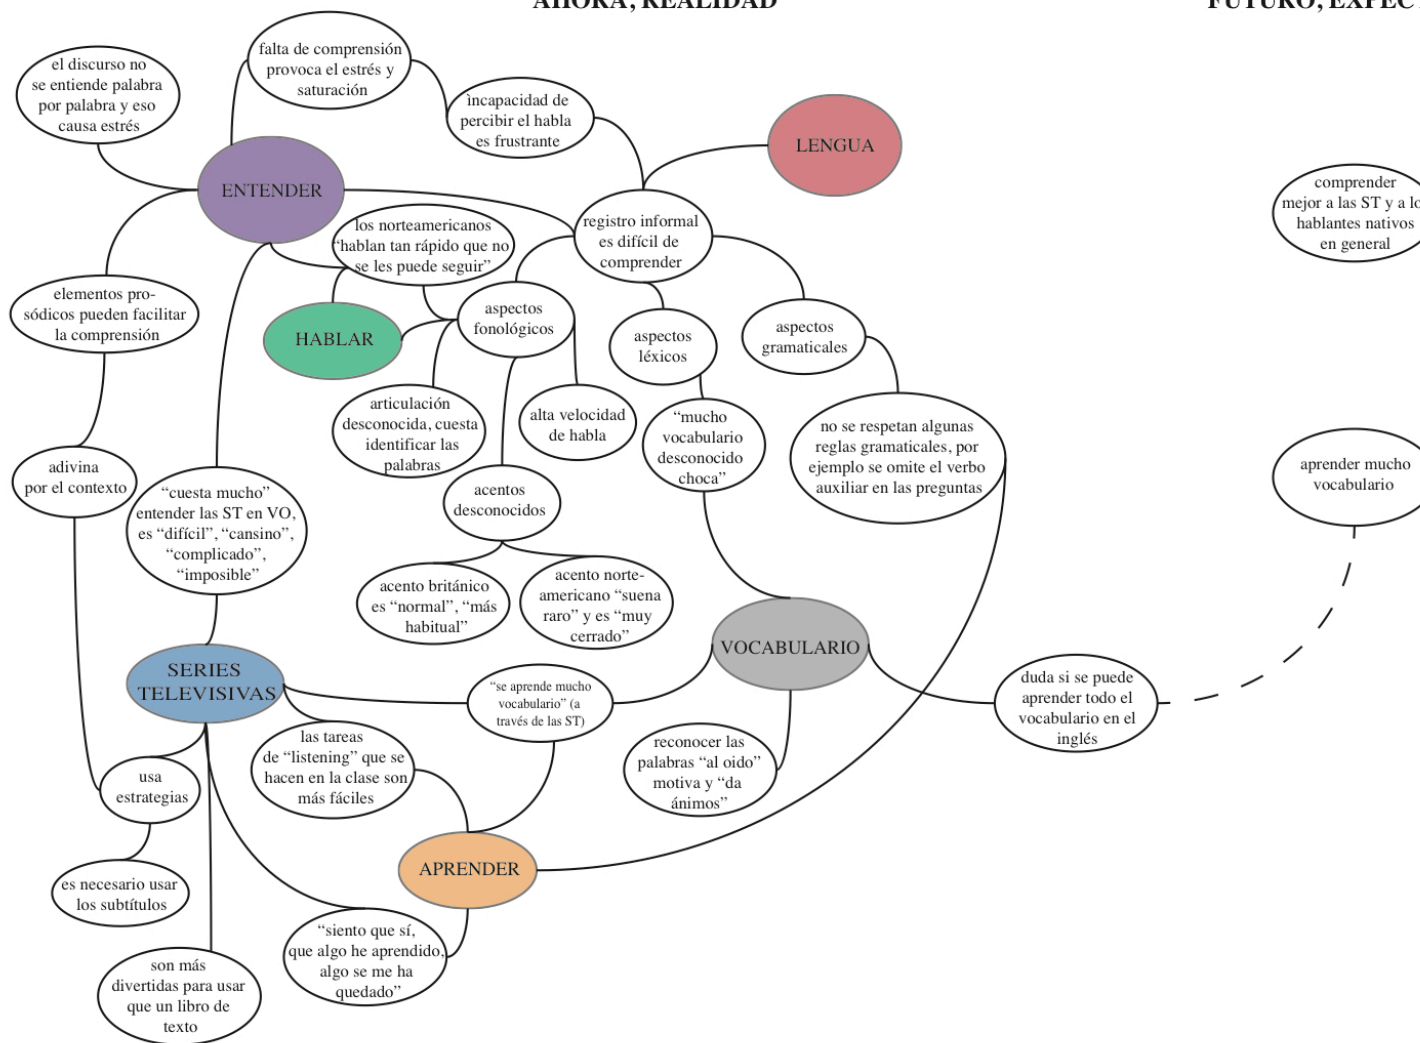 AHORA, REALIDAD
el discurso no
se entiende palabra
por palabra y eso
causa estrés
falta de comprensión
provoca el estrés y
saturación
incapacidad de
percibir el habla
es frustrante
LENGUA
ENTENDER
los norteamericanos
“hablan tan rápido que no
se les puede seguir”
registro informal
es difícil de
comprender
comprender
mejor a las ST y a
hablantes nativos
en general
elementos pro-
sódicos pueden facilitar
la comprensión
HABLAR
aspectos
fonológicos
aspectos
léxicos
aspectos
gramaticales
articulación
desconocida, cuesta
identificar las
palabras
alta velocidad
de habla
“mucho
vocabulario
desconocido
choca”
no se respetan algunas
reglas gramaticales, por
ejemplo se omite el verbo
auxiliar en las preguntas
adivina
por el contexto
“cuesta mucho”
entender las ST en VO,
es “difícil”, “cansino”,
“complicado”,
“imposible”
acentos
desconocidos
aprender mucho
vocabulario
acento británico
es “normal”, “más
habitual”
acento norte-
americano “suena
raro” y es “muy
cerrado”
SERIES
TELEVISIVAS
VOCABULARIO
“se aprende mucho
vocabulario” (a
través de las ST)
duda si se puede
aprender todo el
vocabulario en el
inglés
las tareas
de “listening” que se
hacen en la clase son
más fáciles
reconocer las
palabras “al oido”
motiva y “da
ánimos”
usa
estrategias
APRENDER
es necesario usar
los subtítulos
“siento que sí,
que algo he aprendido,
algo se me ha
quedado”
son más
divertidas para usar
que un libro de
texto